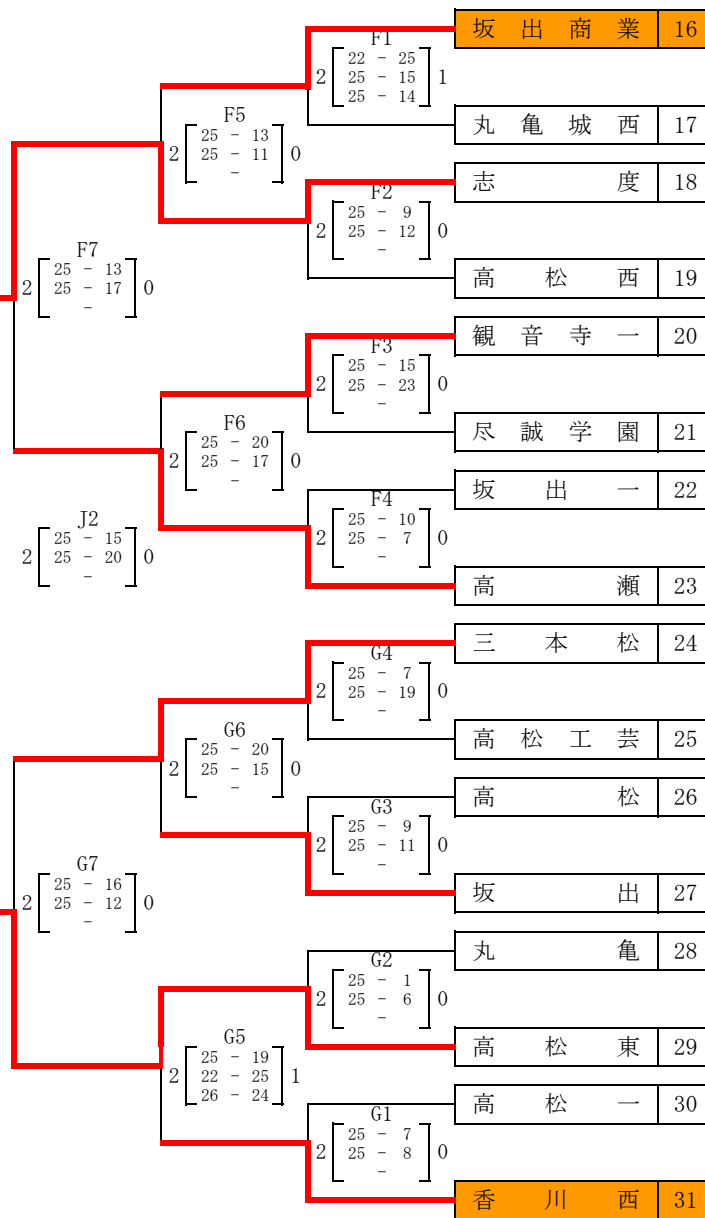 坂出商業 16
F1
22 - 25
2 25 - 15 1
25 - 14
丸亀城西 17
F5
25 - 13
2 25 - 11 0
-
志度 18
F2
25 - 9
2 25 - 12 0
-
高松西 19
F7
25 - 13
2 25 - 17 0
-
観音寺一 20
F3
25 - 15
2 25 - 23 0
-
尽誠学園 21
F6
25 - 20
2 25 - 17 0
-
坂出一 22
F4
25 - 10
2 25 - 7 0
-
高瀬 23
J2
25 - 15
2 25 - 20 0
-
三本松 24
G4
25 - 7
2 25 - 19 0
-
高松工芸 25
G6
25 - 20
2 25 - 15 0
-
高松 26
G3
25 - 9
2 25 - 11 0
-
坂出 27
G7
25 - 16
2 25 - 12 0
-
丸亀 28
G2
25 - 1
2 25 - 6 0
-
高松東 29
G5
25 - 19
2 22 - 25 1
26 - 24
高松一 30
G1
25 - 7
2 25 - 8 0
-
香川西 31